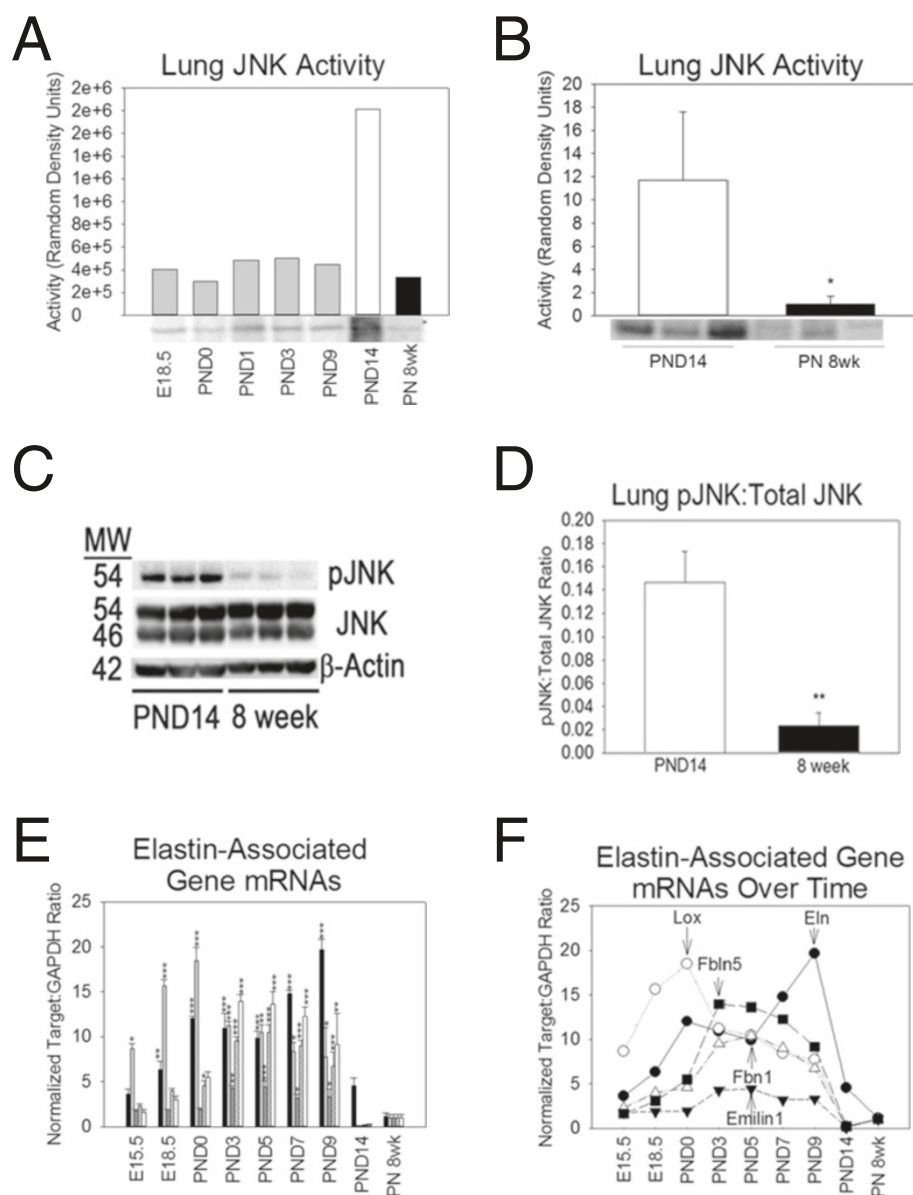 A
Lung JNK Activity
Activity (Ramdom Density Units)
2e+6
2e+6
1e+6
1e+6
8e+5
6e+5
4e+5
2e+5
0
E18.5
PND0
PND1
PND3
PND9
PND14
PN 8wk
B
Lung JNK Activity
Activity (Random Density Units)
20
18
16
14
12
10
8
6
4
2
0
*
PND14
PN 8wk
C
MW
54
pJNK
54
JNK
46
42
β-Actin
PND14
8 week
D
Lung pJNK:Total JNK
pJNK:Total JNK Ratio
0.20
0.18
0.16
0.14
0.12
0.10
0.08
0.06
0.04
0.02
0.00
**
PND14
8 week
E
Elastin-Associated
Gene mRNAs
Normalized Target:GAPDH Ratio
25
20
15
10
5
0
E15.5
E18.5
PND0
PND3
PND5
PND7
PND9
PND14
PN 8wk
F
Elastin-Associated Gene
mRNAs Over Time
Normalized Target:GAPDH Ratio
25
20
15
10
5
0
Lox
Eln
Fbln5
Fbn1
Emilin1
E15.5
E18.5
PND0
PND3
PND5
PND7
PND9
PND14
PN 8wk